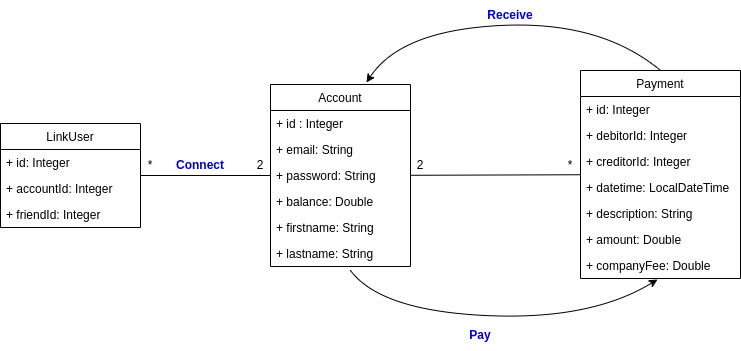 Receive
LinkUser
+ id: Integer
+ accountId: Integer
+ friendId: Integer
* Connect 2
Account
+ id : Integer
+ email: String
+ password: String
+ balance: Double
+ firstname: String
+ lastname: String
2 *
Payment
+ id: Integer
+ debitorId: Integer
+ creditorId: Integer
+ datetime: LocalDateTime
+ description: String
+ amount: Double
+ companyFee: Double
Pay